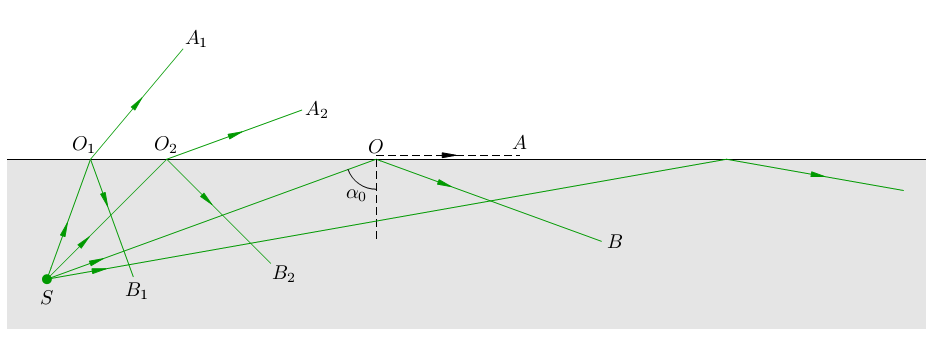 A₁
A₂
O₁
O₂
O
A
α₀
B
B₁
B₂
S